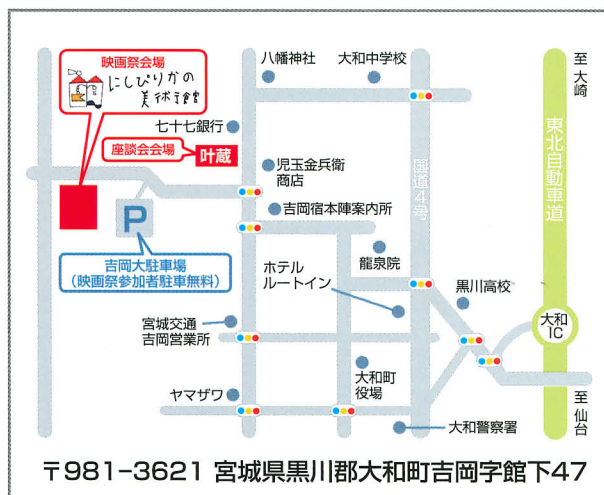 映画祭会場
にしぴりかの
美術館
八幡神社
大和中学校
至
大崎
七十七銀行
座談会会場
叶蔵
児玉金兵衛
商店
国道4号
東北自動車道
P
吉岡宿本陣案内所
吉岡大駐車場
(映画祭参加者駐車無料)
ホテル
ルートイン
龍泉院
黒川高校
大和
IC
宮城交通
吉岡営業所
ヤマザワ
大和町
役場
至
仙台
大和警察署
〒981-3621 宮城県黒川郡大和町吉岡字館下47